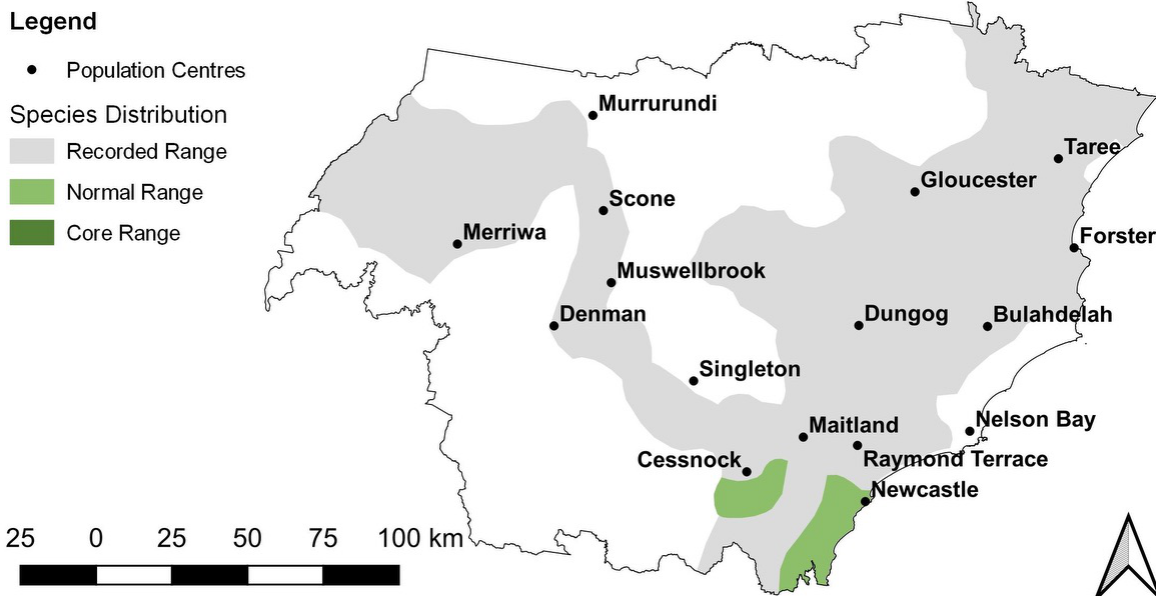 Legend
Population Centres
Species Distribution
Recorded Range
Normal Range
Core Range
Murrurundi
Taree
Gloucester
Scone
Merriwa
Forster
Muswellbrook
Denman
Dungog
Bulahdelah
Singleton
Nelson Bay
Maitland
Cessnock
Raymond Terrace
Newcastle
25 0 25 50 75 100 km